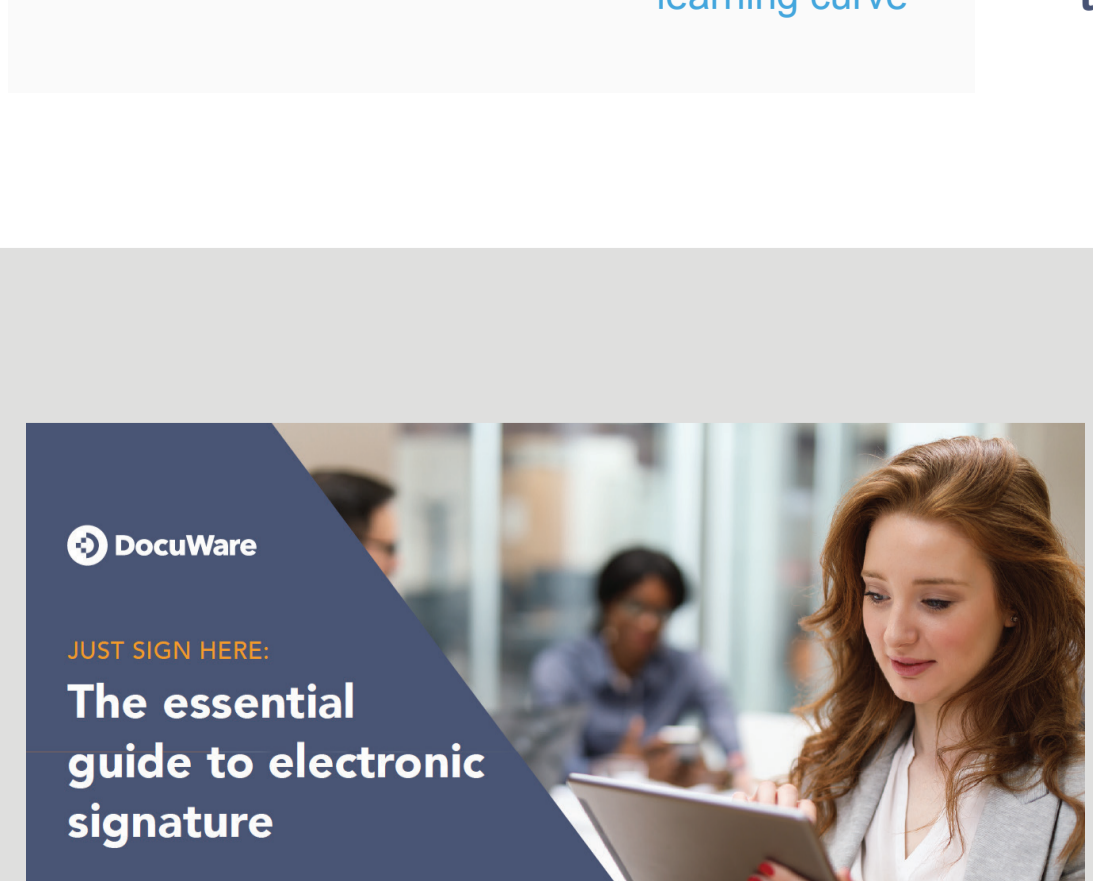 learning curve
DocuWare
JUST SIGN HERE:
The essential
guide to electronic
signature